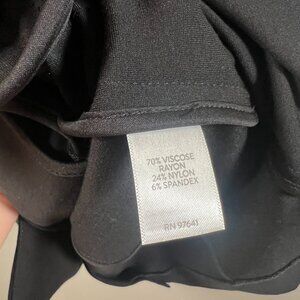 70% VISCOSE
RAYON
24% NYLON
6% SPANDEX
RN 97641